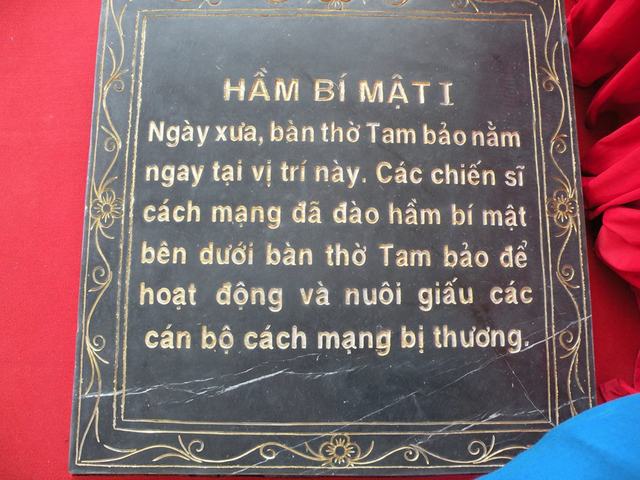 HẦM BÍ MẬT I
Ngày xưa, bàn thờ Tam bảo nằm
ngay tại vị trí này. Các chiến sĩ
cách mạng đã đào hầm bí mật
bên dưới bàn thờ Tam bảo để
hoạt động và nuôi giấu các
cán bộ cách mạng bị thương.